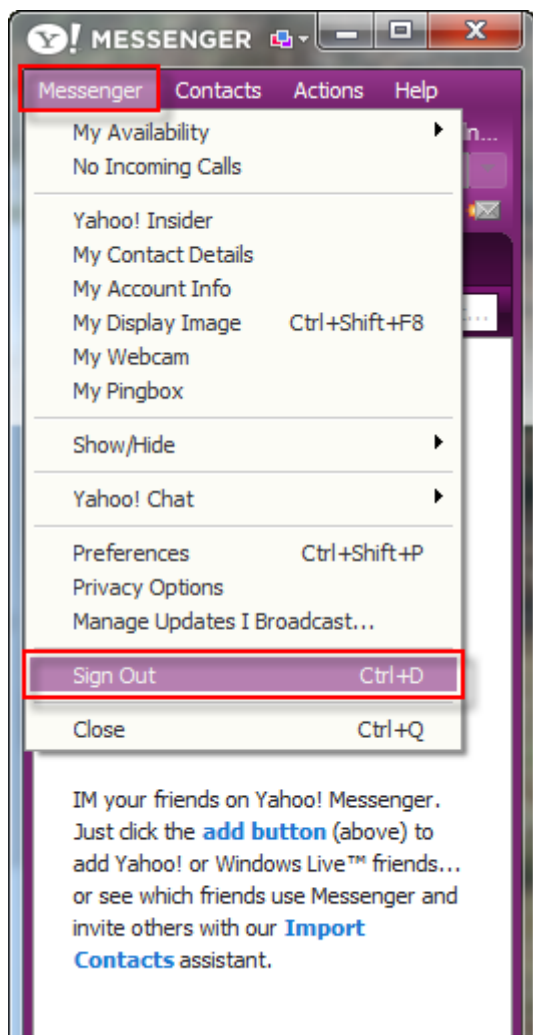 Y! MESSENGER
Messenger Contacts Actions Help
My Availability
No Incoming Calls
Yahoo! Insider
My Contact Details
My Account Info
My Display Image Ctrl+Shift+F8
My Webcam
My Pingbox
Show/Hide
Yahoo! Chat
Preferences Ctrl+Shift+P
Privacy Options
Manage Updates I Broadcast...
Sign Out Ctrl+D
Close Ctrl+Q
IM your friends on Yahoo! Messenger.
Just click the add button (above) to
add Yahoo! or Windows Live™ friends...
or see which friends use Messenger and
invite others with our Import
Contacts assistant.